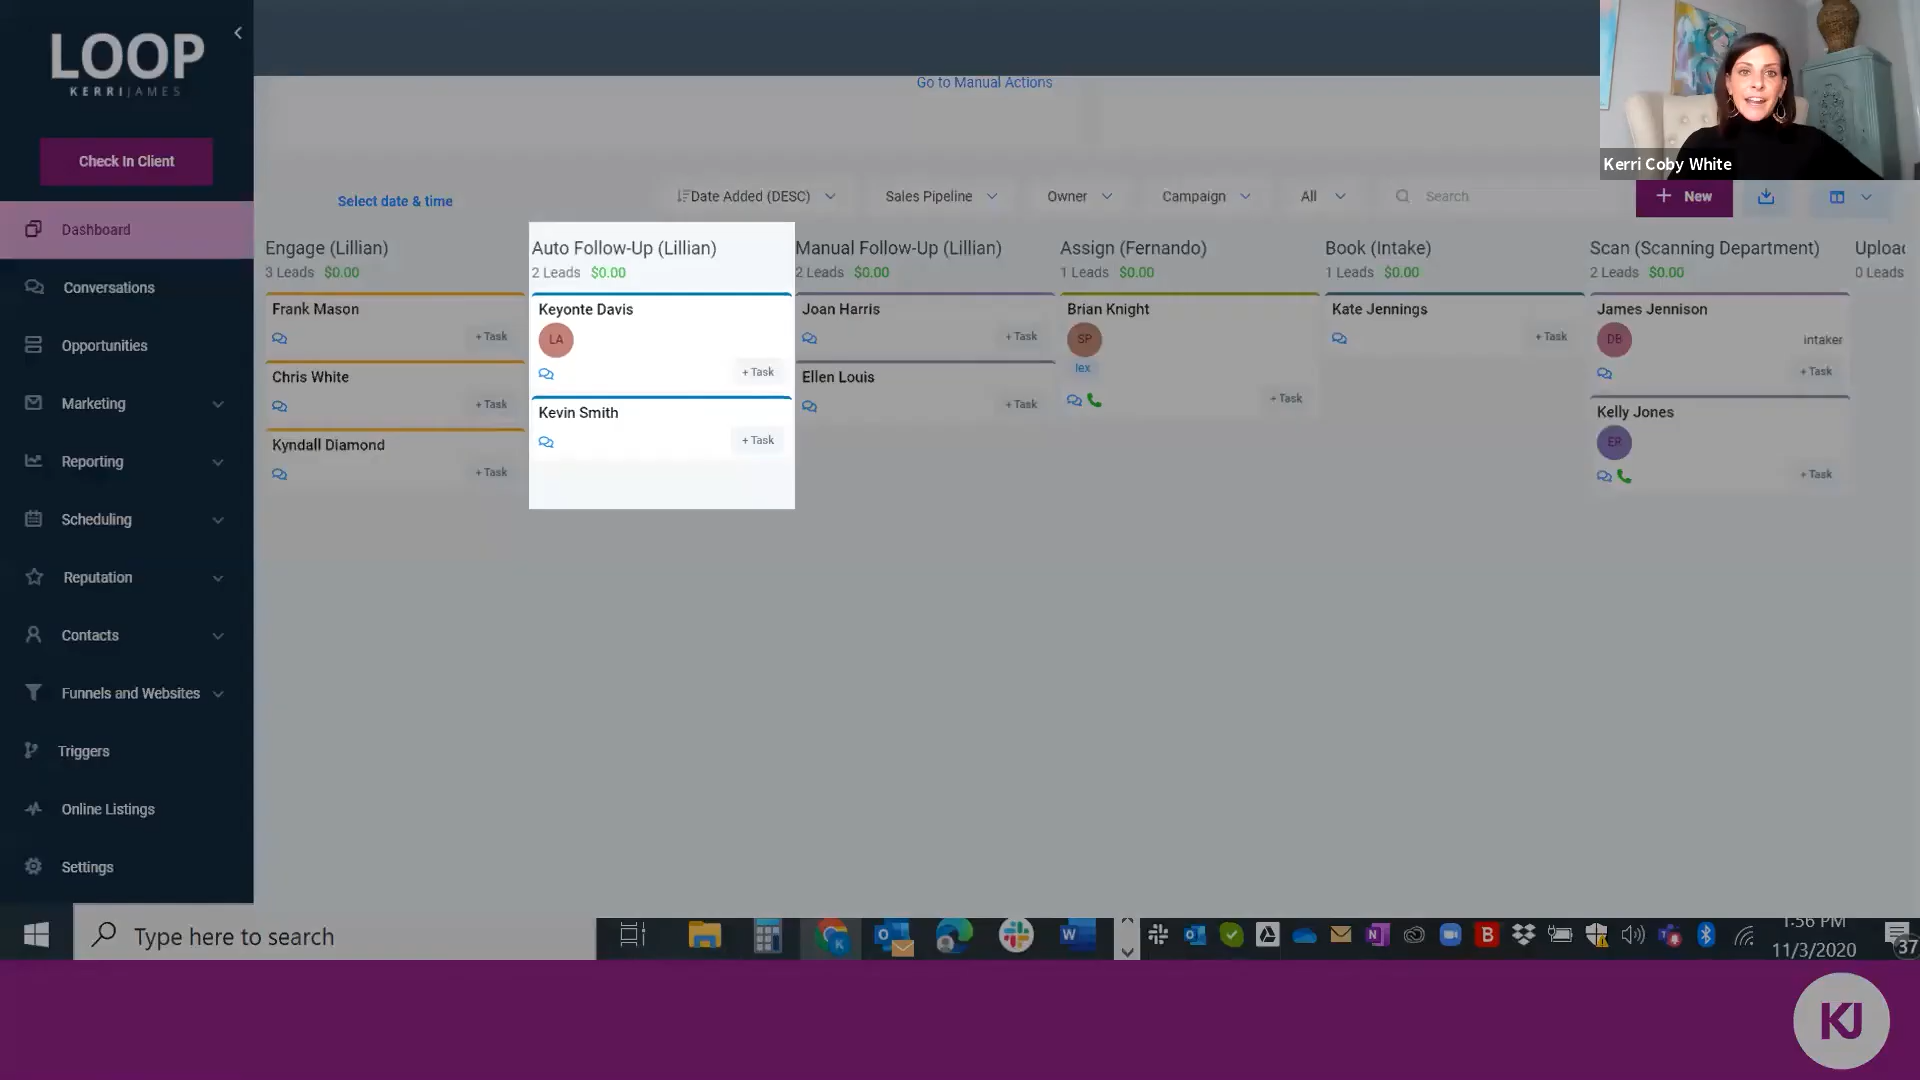 LOOP
KERRI|JAMES
Check In Client
Dashboard
Conversations
Opportunities
Marketing
Reporting
Scheduling
Reputation
Contacts
Funnels and Websites
Triggers
Online Listings
Settings
Go to Manual Actions
Kerri Coby White
Select date & time
Date Added (DESC)
Sales Pipeline
Owner
Campaign
All
Search
+ New
Engage (Lillian)
3 Leads $0.00
Frank Mason
+ Task
Chris White
+ Task
Kyndall Diamond
+ Task
Auto Follow-Up (Lillian)
2 Leads $0.00
Keyonte Davis
LA
+ Task
Kevin Smith
+ Task
Manual Follow-Up (Lillian)
2 Leads $0.00
Joan Harris
+ Task
Ellen Louis
+ Task
Assign (Fernando)
1 Leads $0.00
Brian Knight
SP
lex
+ Task
Book (Intake)
1 Leads $0.00
Kate Jennings
+ Task
Scan (Scanning Department)
2 Leads $0.00
James Jennison
DB
intaker
+ Task
Kelly Jones
ER
+ Task
Uploac
0 Leads
Type here to search
1:56 PM
11/3/2020
37
KJ